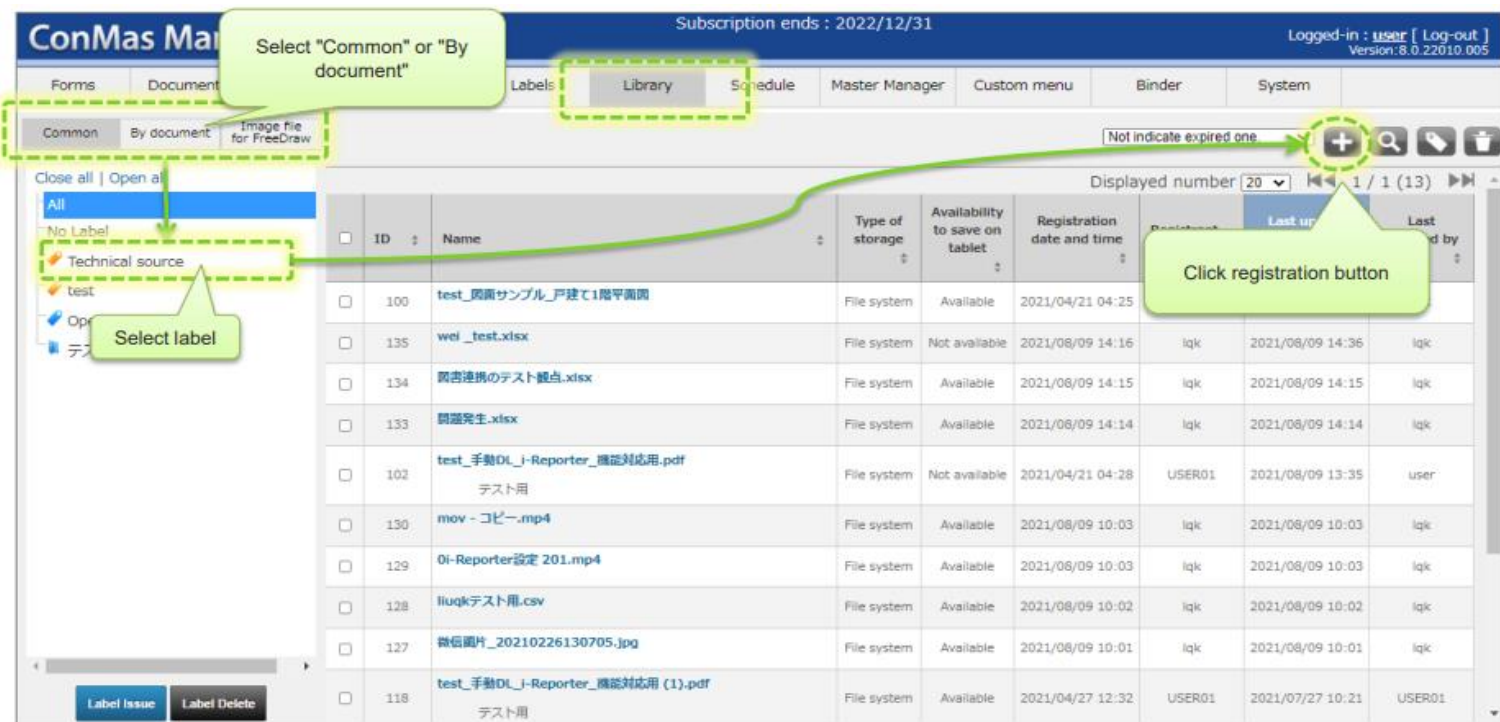 ConMas Ma
Subscription ends : 2022/12/31
Logged-in : user [ Log-out ]
Version:8.0.22010.005
Select "Common" or "By
document"
Forms
Document
Labels
Library
Schedule
Master Manager
Custom menu
Binder
System
Common
By document
Image file
for FreeDraw
Not indicate expired one.
Close all | Open al
Displayed number 20 1 / 1 (13)
All
No Label
Technical source
test
Ope
Select label
Click registration button
ID
Name
Type of
storage
Availability
to save on
tablet
Registration
date and time
Last
100 test_図面サンプル_戸建て1階平面図 File system Available 2021/04/21 04:25
135 wei _test.xlsx File system Not available 2021/08/09 14:16 lqk 2021/08/09 14:36 lqk
134 図書連携のテスト観点.xlsx File system Available 2021/08/09 14:15 lqk 2021/08/09 14:15 lqk
133 問題発生.xlsx File system Available 2021/08/09 14:14 lqk 2021/08/09 14:14 lqk
102 test_手動DL_i-Reporter_機能対応用.pdf File system Not available 2021/04/21 04:28 USER01 2021/08/09 13:35 user
テスト用
130 mov - コピー.mp4 File system Available 2021/08/09 10:03 lqk 2021/08/09 10:03 lqk
129 0i-Reporter設定 201.mp4 File system Available 2021/08/09 10:03 lqk 2021/08/09 10:03 lqk
128 liuqkテスト用.csv File system Available 2021/08/09 10:02 lqk 2021/08/09 10:02 lqk
127 微信圖片_20210226130705.jpg File system Available 2021/08/09 10:01 lqk 2021/08/09 10:01 lqk
118 test_手動DL_i-Reporter_機能対応用 (1).pdf File system Available 2021/04/27 12:32 USER01 2021/07/27 10:21 USER01
テスト用
Label Issue
Label Delete